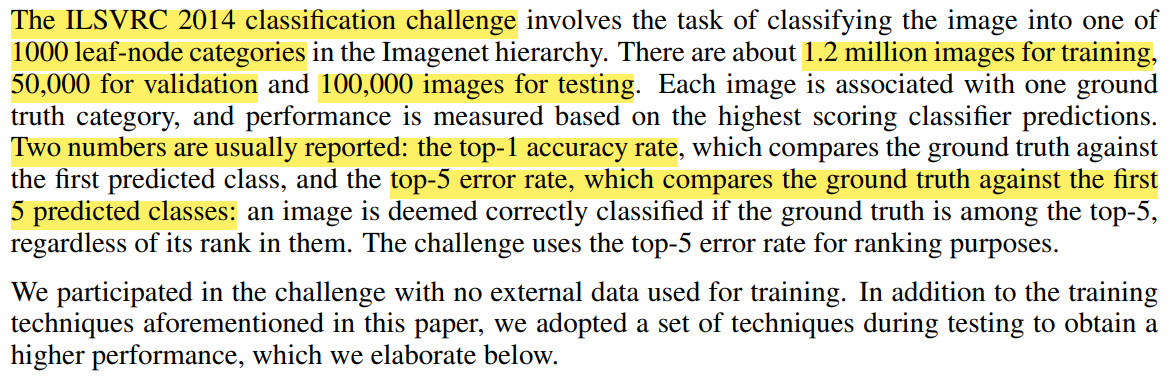 The ILSVRC 2014 classification challenge involves the task of classifying the image into one of
1000 leaf-node categories in the Imagenet hierarchy. There are about 1.2 million images for training,
50,000 for validation and 100,000 images for testing. Each image is associated with one ground
truth category, and performance is measured based on the highest scoring classifier predictions.
Two numbers are usually reported: the top-1 accuracy rate, which compares the ground truth against
the first predicted class, and the top-5 error rate, which compares the ground truth against the first
5 predicted classes: an image is deemed correctly classified if the ground truth is among the top-5,
regardless of its rank in them. The challenge uses the top-5 error rate for ranking purposes.
We participated in the challenge with no external data used for training. In addition to the training
techniques aforementioned in this paper, we adopted a set of techniques during testing to obtain a
higher performance, which we elaborate below.